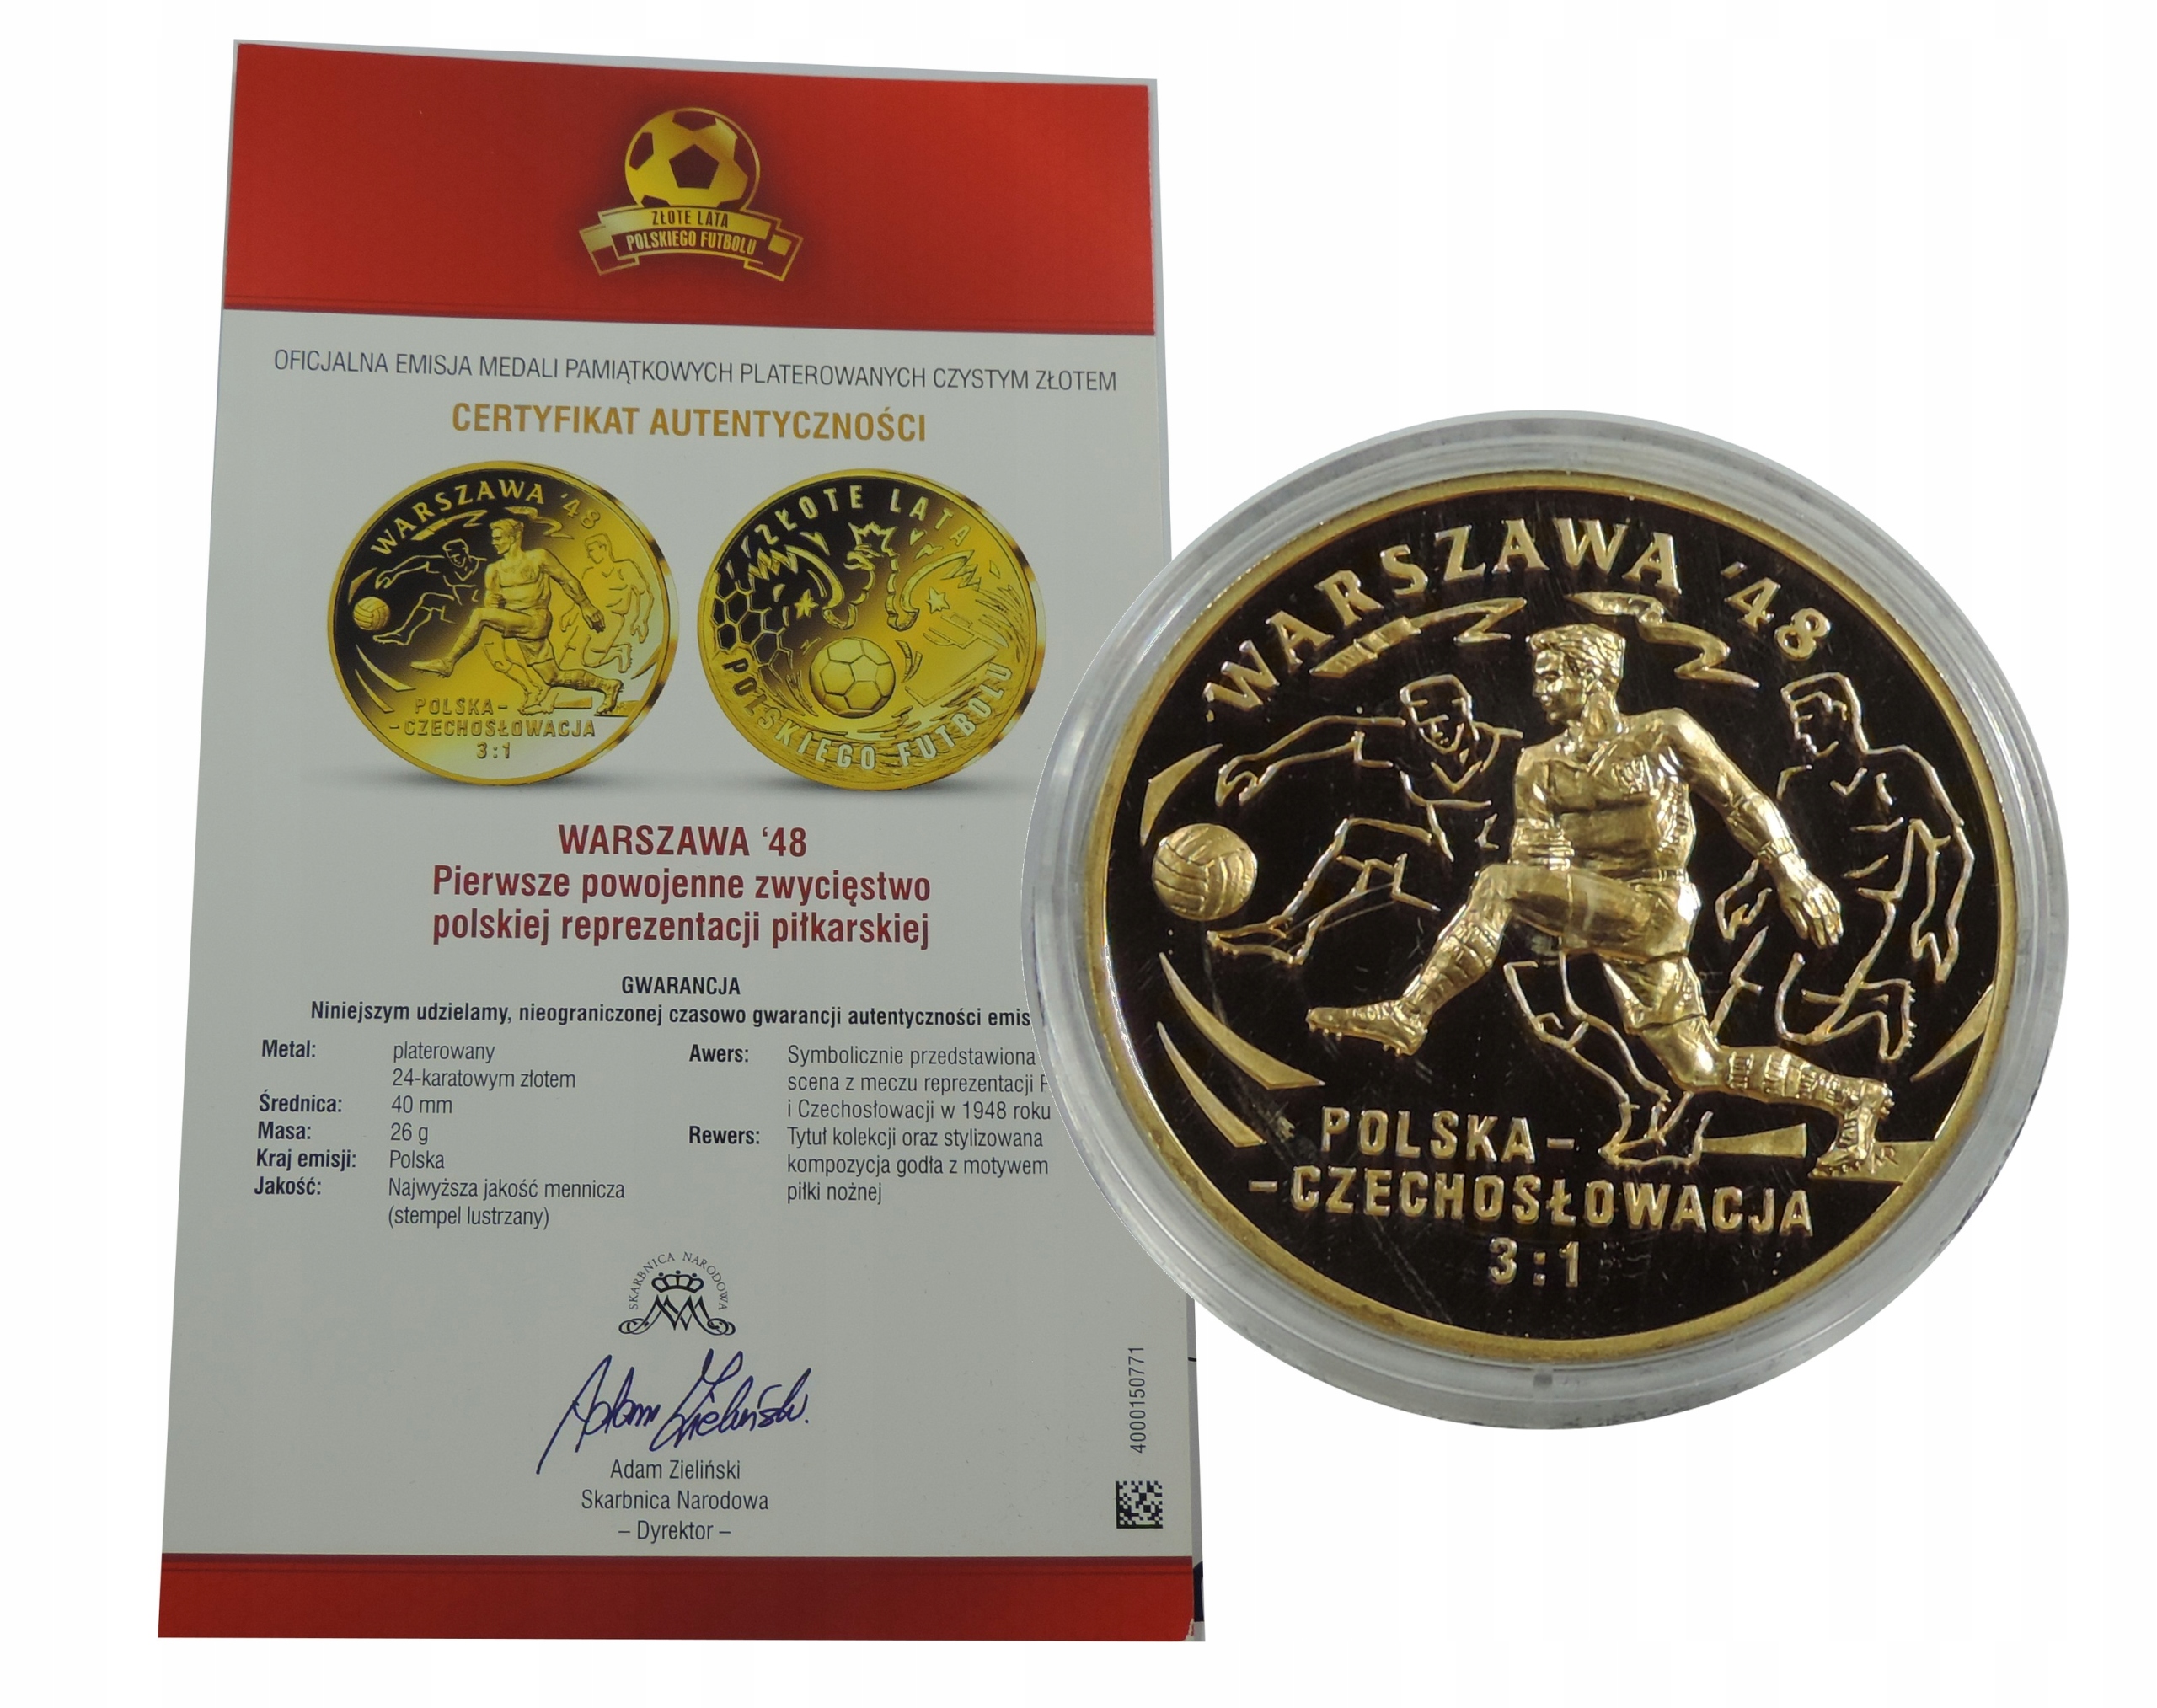 ZŁOTE LATA
POLSKIEGO FUTBOLU
OFICJALNA EMISJA MEDALI PAMIĄTKOWYCH PLATEROWANYCH CZYSTYM ZŁOTEM
CERTYFIKAT AUTENTYCZNOŚCI
WARSZAWA '48
POLSKA-
-CZECHOSŁOWACJA
3:1
ZŁOTE LATA
POLSKIEGO FUTBOLU
WARSZAWA ‘48
Pierwsze powojenne zwycięstwo
polskiej reprezentacji piłkarskiej
GWARANCJA
Niniejszym udzielamy, nieograniczonej czasowo gwarancji autentyczności
Metal: platerowany
24-karatowym złotem
Średnica: 40 mm
Masa: 26 g
Kraj emisji: Polska
Jakość: Najwyższa jakość mennicza
(stempel lustrzany)
Awers: Symbolicznie przedstawiona
scena z meczu reprezentacji
i Czechosłowacji w 1948 roku
Rewers: Tytuł kolekcji oraz stylizowana
kompozycja godła z motywem
piłki nożnej
SKARBNICA NARODOWA
Adam Zieliński
Adam Zieliński
Skarbnica Narodowa
– Dyrektor –
4000150771
WARSZAWA '48
POLSKA-
-CZECHOSŁOWACJA
3:1